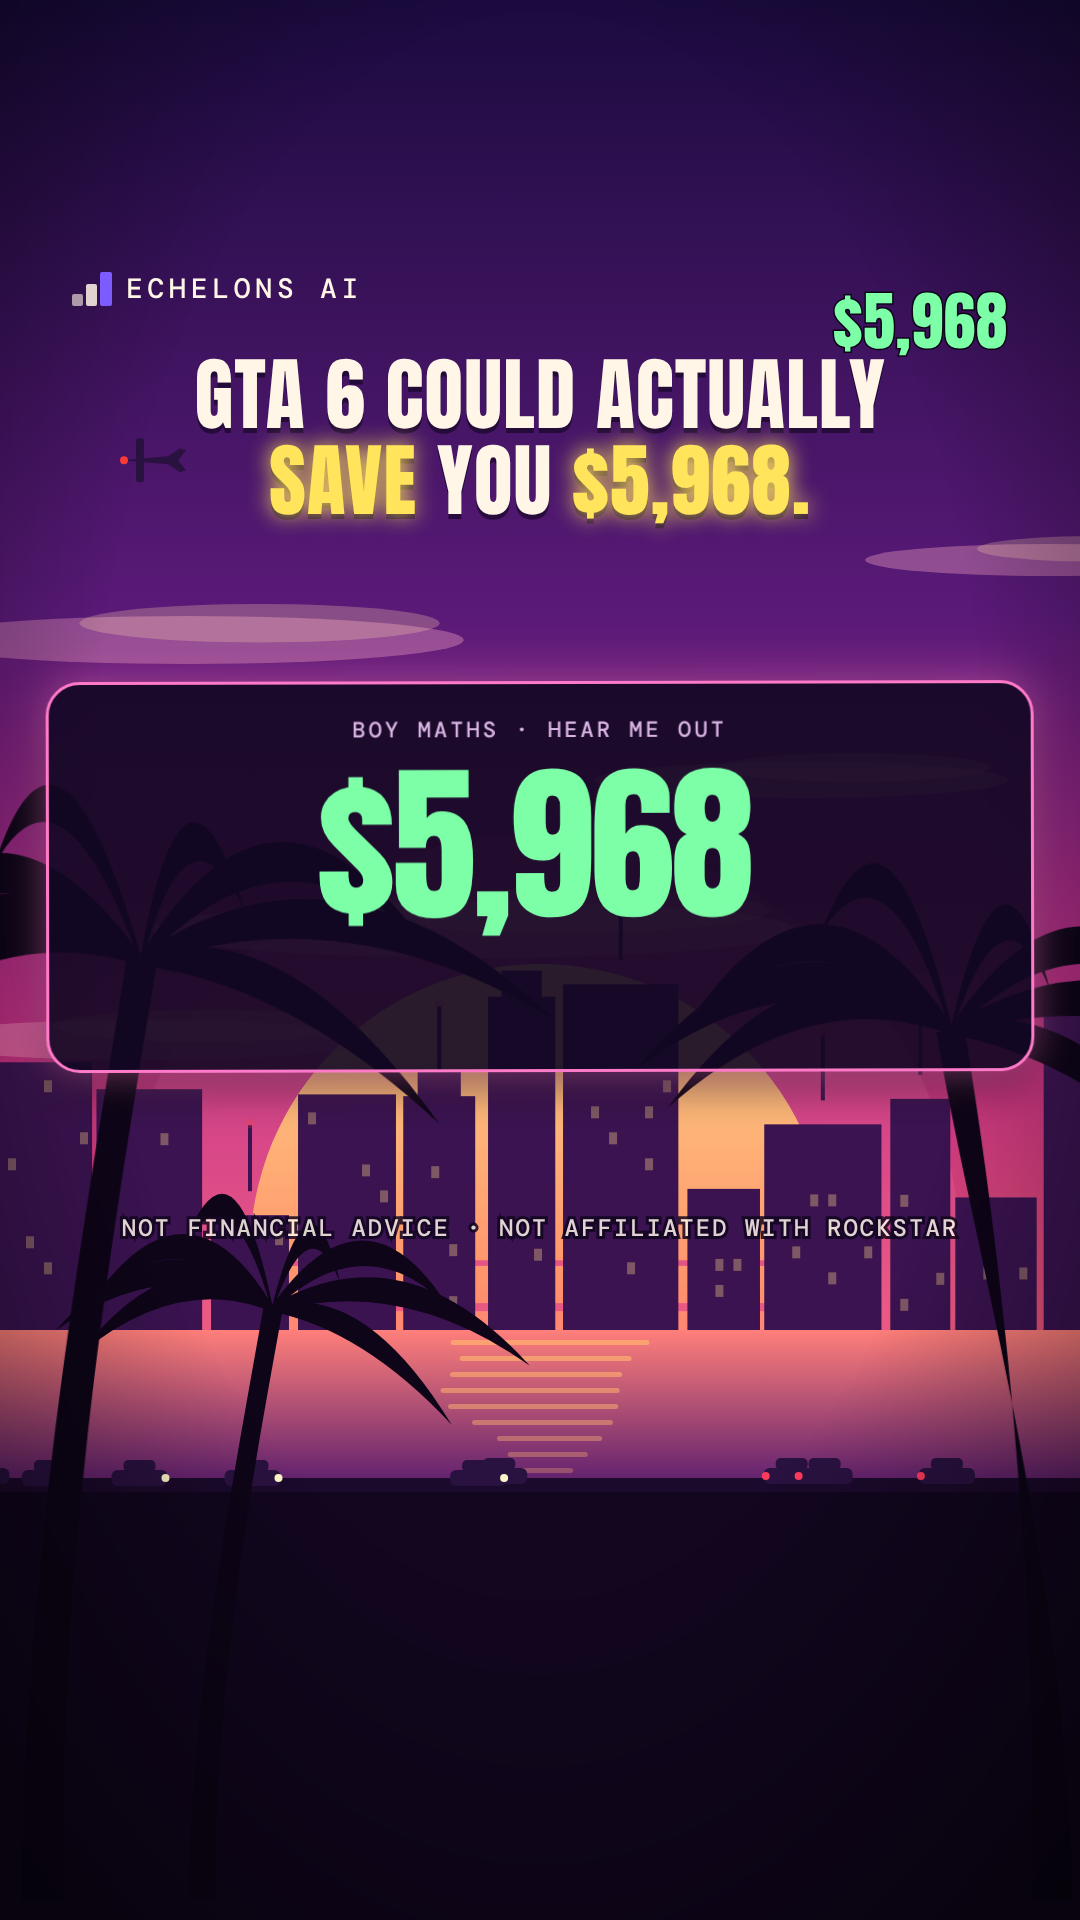 ECHELONS AI
$5,968
GTA 6 COULD ACTUALLY
SAVE YOU $5,968.
BOY MATHS · HEAR ME OUT
$5,968
NOT FINANCIAL ADVICE · NOT AFFILIATED WITH ROCKSTAR